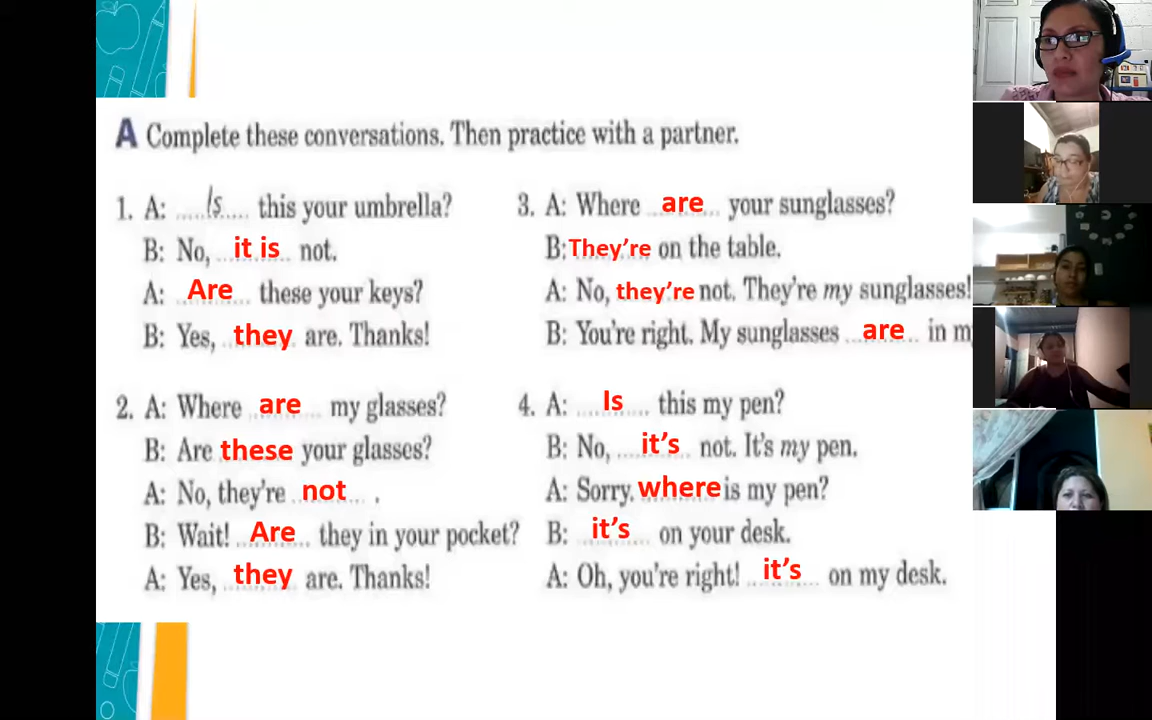 A Complete these conversations. Then practice with a partner.
1. A: Is this your umbrella?
B: No, it is not.
A: Are these your keys?
B: Yes, they are. Thanks!
2. A: Where are my glasses?
B: Are these your glasses?
A: No, they're not .
B: Wait! Are they in your pocket?
A: Yes, they are. Thanks!
3. A: Where are your sunglasses?
B: They're on the table.
A: No, they're not. They're my sunglasses!
B: You're right. My sunglasses are in m
4. A: Is this my pen?
B: No, it's not. It's my pen.
A: Sorry. where is my pen?
B: it's on your desk.
A: Oh, you're right! it's on my desk.